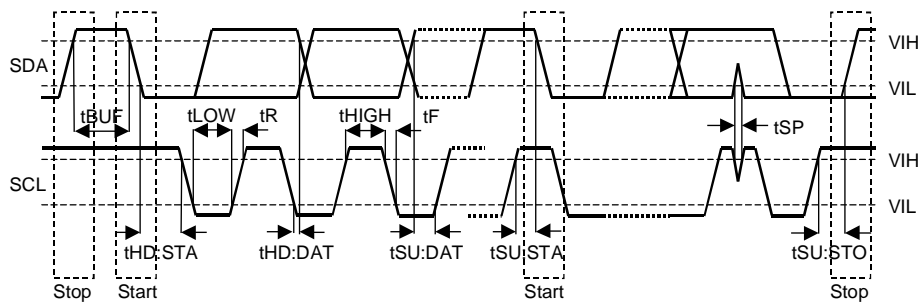 SDA
VIH
VIL
tBUF
tLOW
tR
tHIGH
tF
tSP
SCL
VIH
VIL
tHD:STA
tHD:DAT
tSU:DAT
tSU:STA
tSU:STO
Stop
Start
Start
Stop